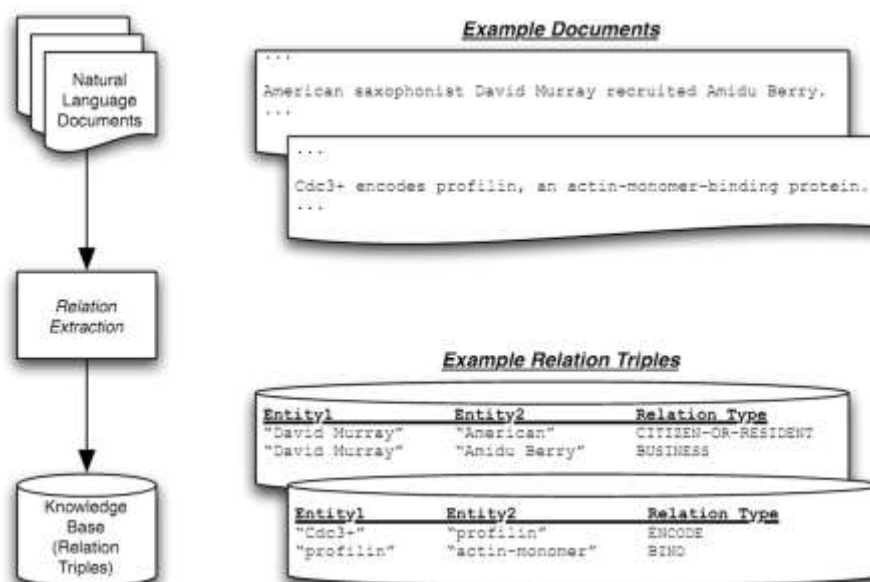 Natural
Language
Documents
Relation
Extraction
Knowledge
Base
(Relation
Triples)
Example Documents
...
American saxophonist David Murray recruited Amidu Berry.
...
...
Cdc3+ encodes profilin, an actin-monomer-binding protein.
...
Example Relation Triples
Entity1 Entity2 Relation Type
"David Murray" "American" CITIZEN-OR-RESIDENT
"David Murray" "Amidu Berry" BUSINESS
Entity1 Entity2 Relation Type
"Cdc3+" "profilin" ENCODE
"profilin" "actin-monomer" BIND